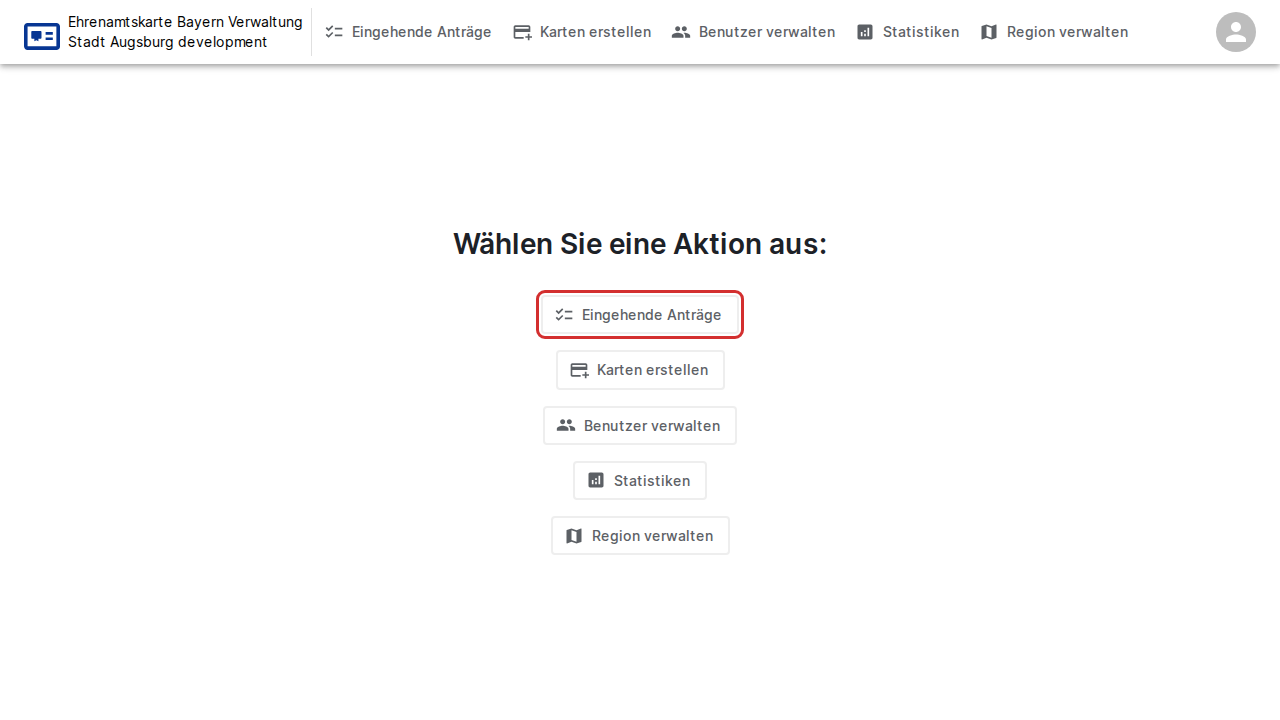 Ehrenamtskarte Bayern Verwaltung
Stadt Augsburg development
Eingehende Anträge
Karten erstellen
Benutzer verwalten
Statistiken
Region verwalten
Wählen Sie eine Aktion aus:
Eingehende Anträge
Karten erstellen
Benutzer verwalten
Statistiken
Region verwalten